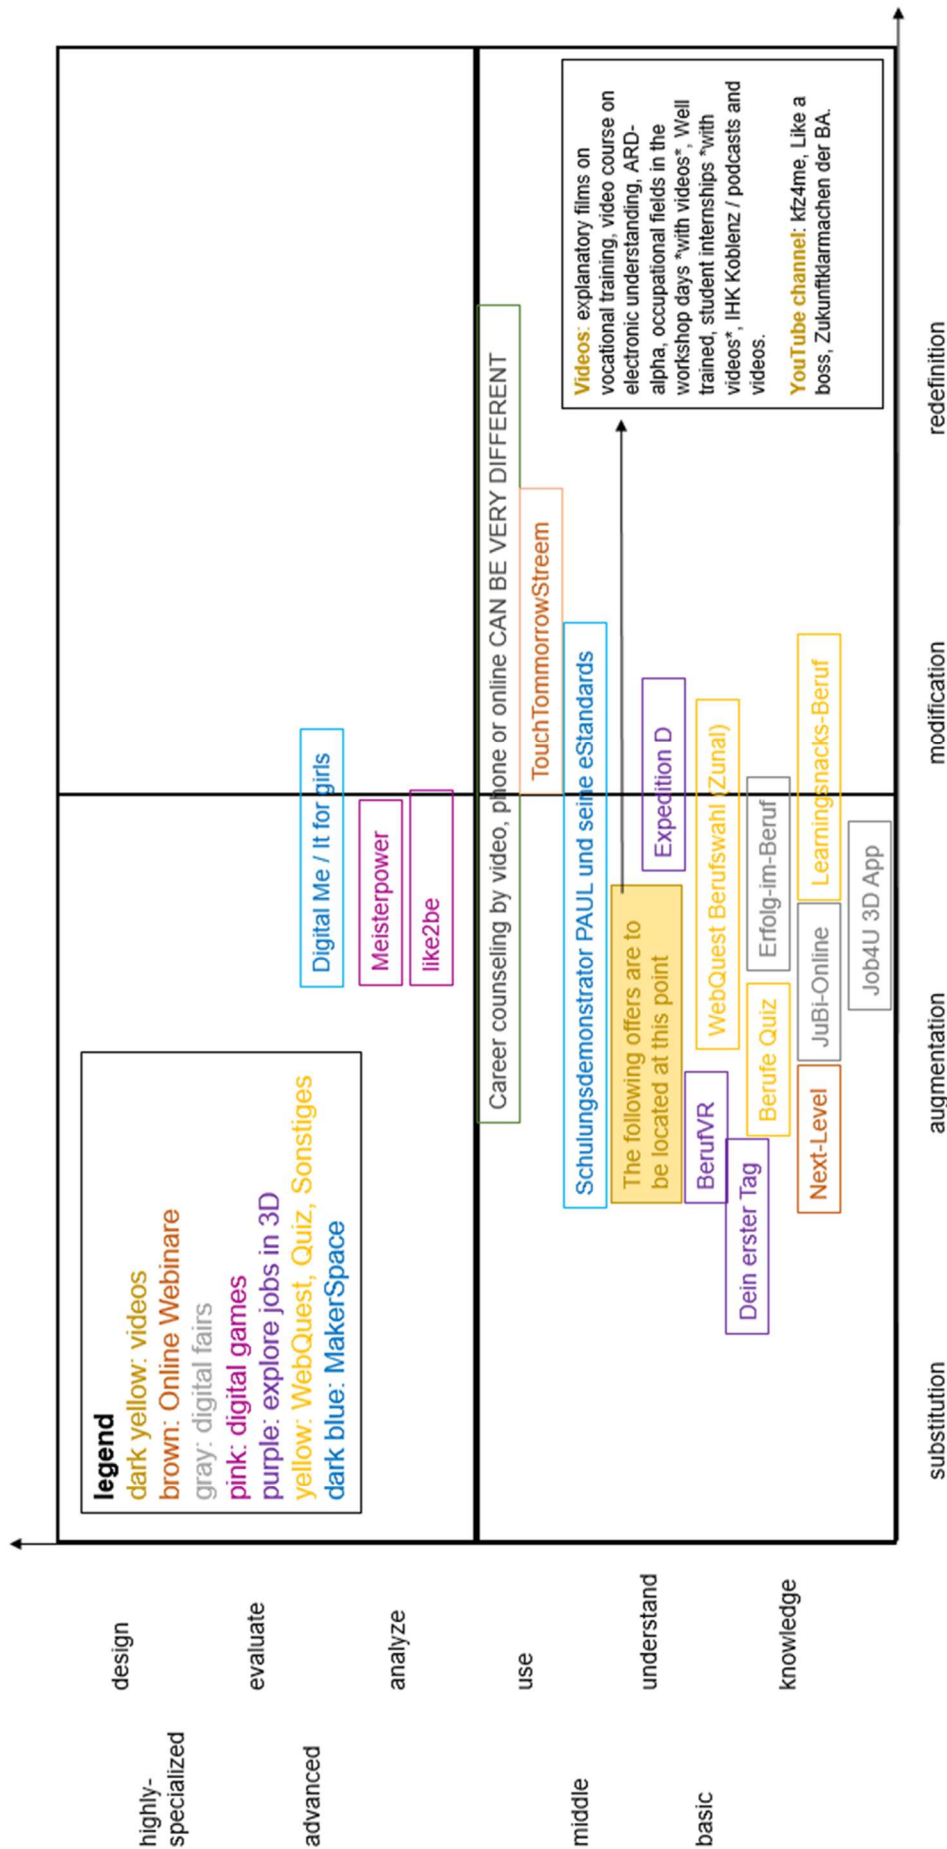 legend
dark yellow: videos
brown: Online Webinare
gray: digital fairs
pink: digital games
purple: explore jobs in 3D
yellow: WebQuest, Quiz, Sonstiges
dark blue: MakerSpace
highly-
specialized
advanced
middle
basic
design
evaluate
analyze
use
understand
knowledge
Digital Me / It for girls
Meisterpower
like2be
Career counseling by video, phone or online CAN BE VERY DIFFERENT
TouchTommorrowStreem
Schulungsdemonstrator PAUL und seine eStandards
The following offers are to
be located at this point
Expedition D
BerufVR
WebQuest Berufswahl (Zunal)
Dein erster Tag
Berufe Quiz
Erfolg-im-Beruf
Next-Level
JuBi-Online
Learningsnacks-Beruf
Job4U 3D App
Videos: explanatory films on
vocational training, video course on
electronic understanding, ARD-
alpha, occupational fields in the
workshop days *with videos*, Well
trained, student internships *with
videos*, IHK Koblenz / podcasts and
videos.
YouTube channel: kfz4me, Like a
boss, Zukunftklarmachen der BA.
substitution
augmentation
modification
redefinition